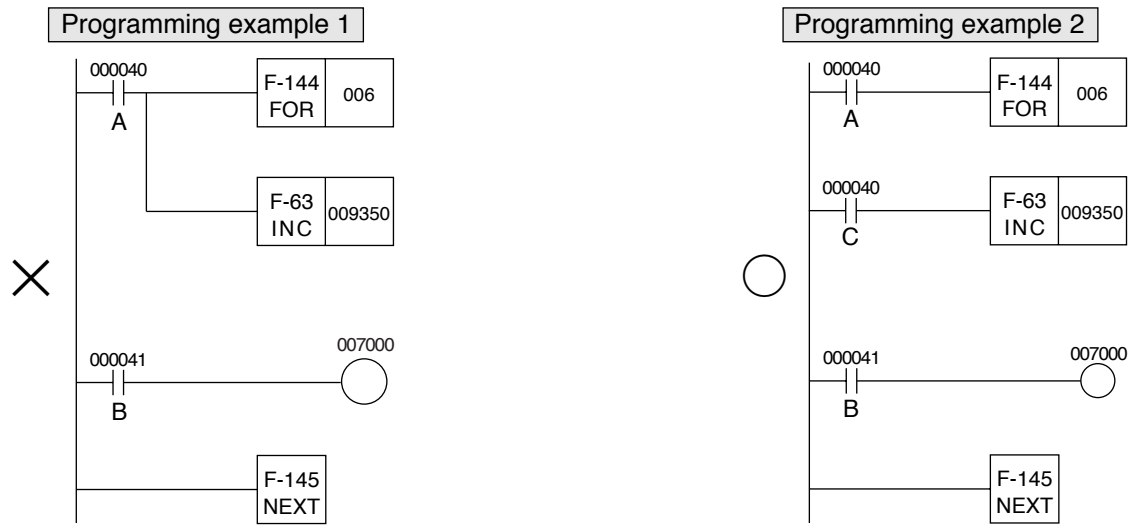 Programming example 1
000040
F-144
FOR
006
A
F-63
INC
009350
000041
007000
B
F-145
NEXT
Programming example 2
000040
F-144
FOR
006
A
000040
F-63
INC
009350
C
000041
007000
B
F-145
NEXT